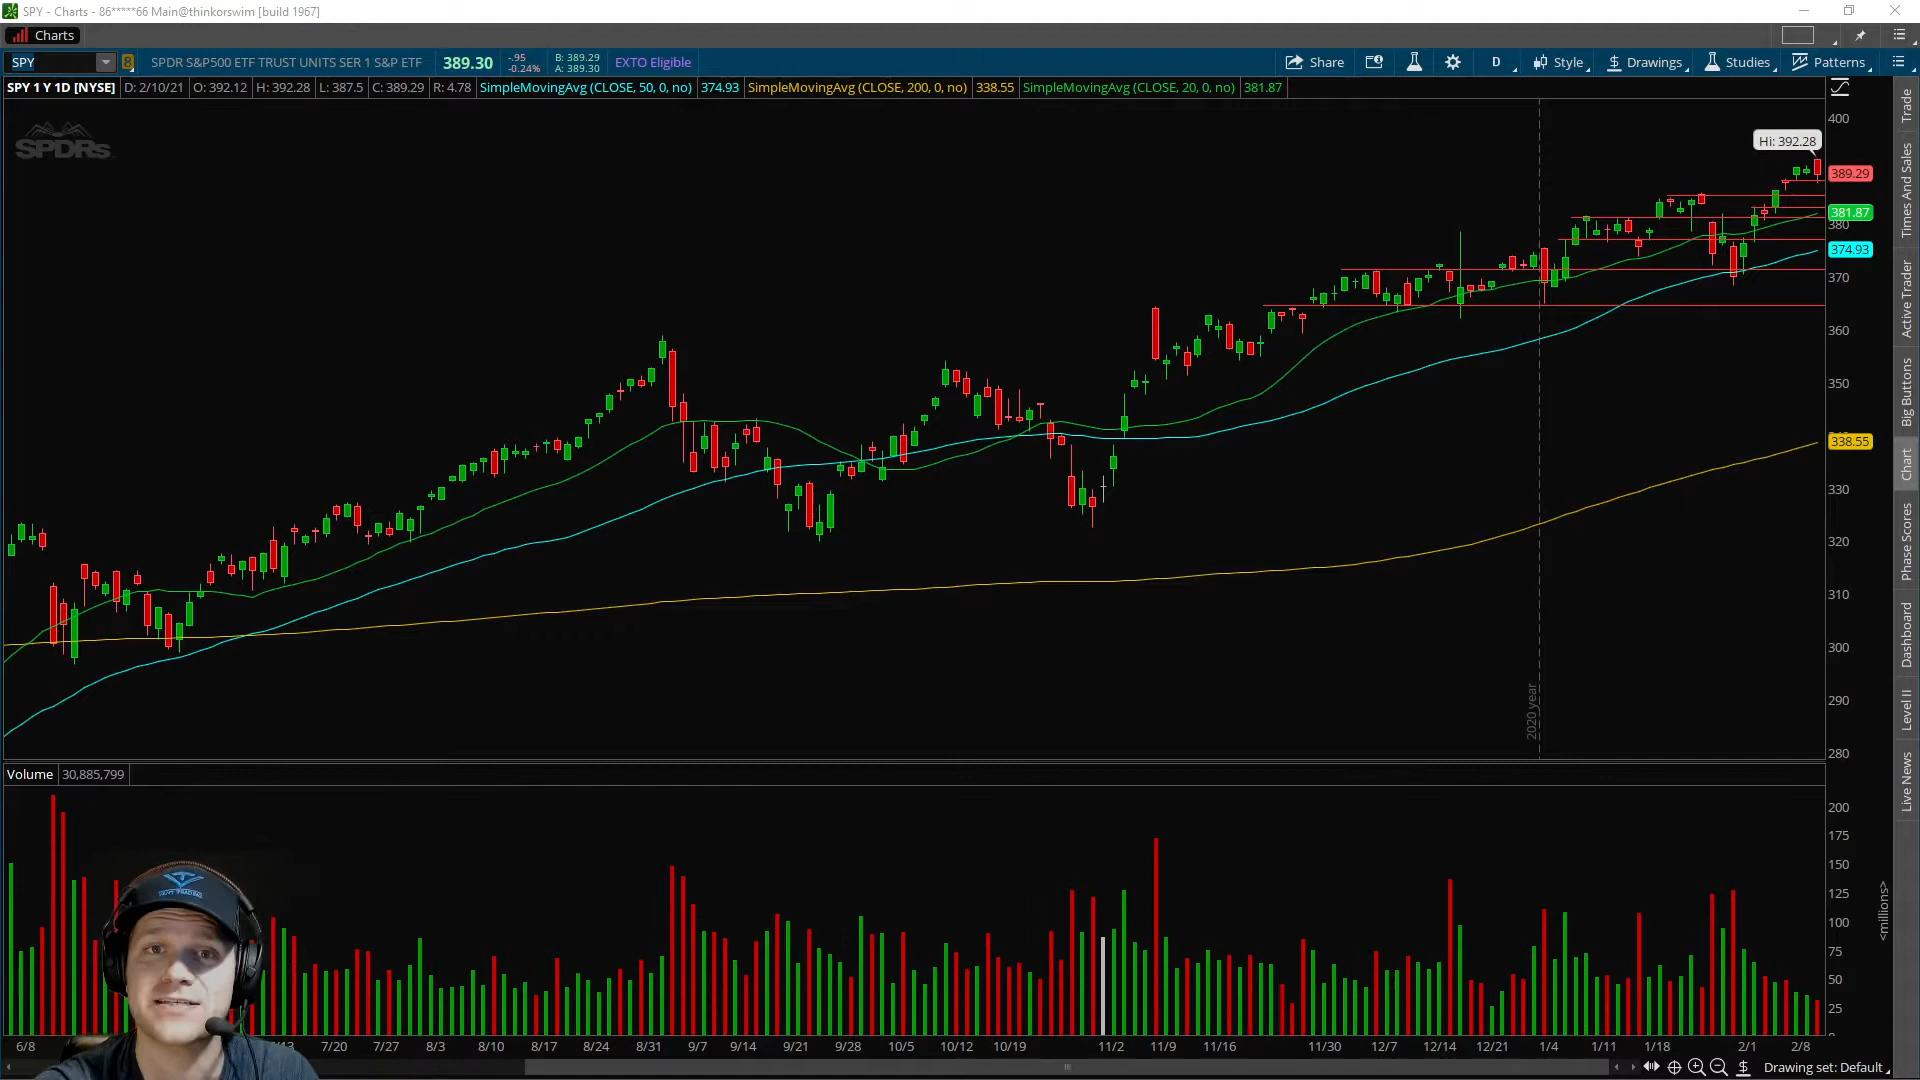 SPY - Charts - 86*****66 Main@thinkorswim [build 1967]
Charts
SPY
8
SPDR S&P500 ETF TRUST UNITS SER 1 S&P ETF
389.30
-.95
-0.24%
B: 389.29
A: 389.30
EXTO Eligible
Share
D
Style
Drawings
Studies
Patterns
SPY 1 Y 1D [NYSE]
D: 2/10/21
O: 392.12
H: 392.28
L: 387.5
C: 389.29
R: 4.78
SimpleMovingAvg (CLOSE, 50, 0, no)
374.93
SimpleMovingAvg (CLOSE, 200, 0, no)
338.55
SimpleMovingAvg (CLOSE, 20, 0, no)
381.87
SPDRs
Hi: 392.28
400
389.29
381.87
380
374.93
370
360
350
338.55
330
320
310
300
290
280
2020 year
Volume
30,885,799
200
175
150
125
100
75
50
25
<millions>
6/8
7/20
7/27
8/3
8/10
8/17
8/24
8/31
9/7
9/14
9/21
9/28
10/5
10/12
10/19
11/2
11/9
11/16
11/30
12/7
12/14
12/21
1/4
1/11
1/18
2/1
2/8
Drawing set: Default
Trade
Times And Sales
Active Trader
Big Buttons
Chart
Phase Scores
Dashboard
Level II
Live News